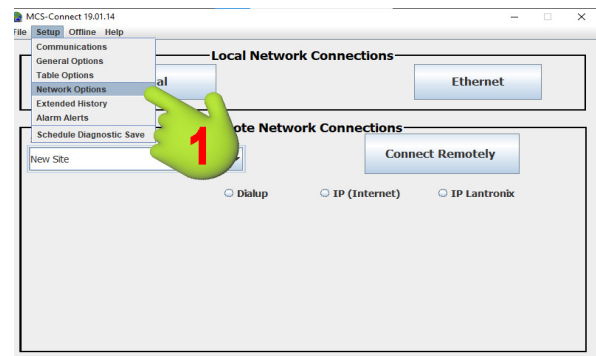 MCS-Connect 19.01.14
File Setup Offline Help
Communications
General Options
Table Options
Network Options
Extended History
Alarm Alerts
Schedule Diagnostic Save
Local Network Connections
al
Ethernet
ote Network Connections
1
New Site
Connect Remotely
Dialup IP (Internet) IP Lantronix